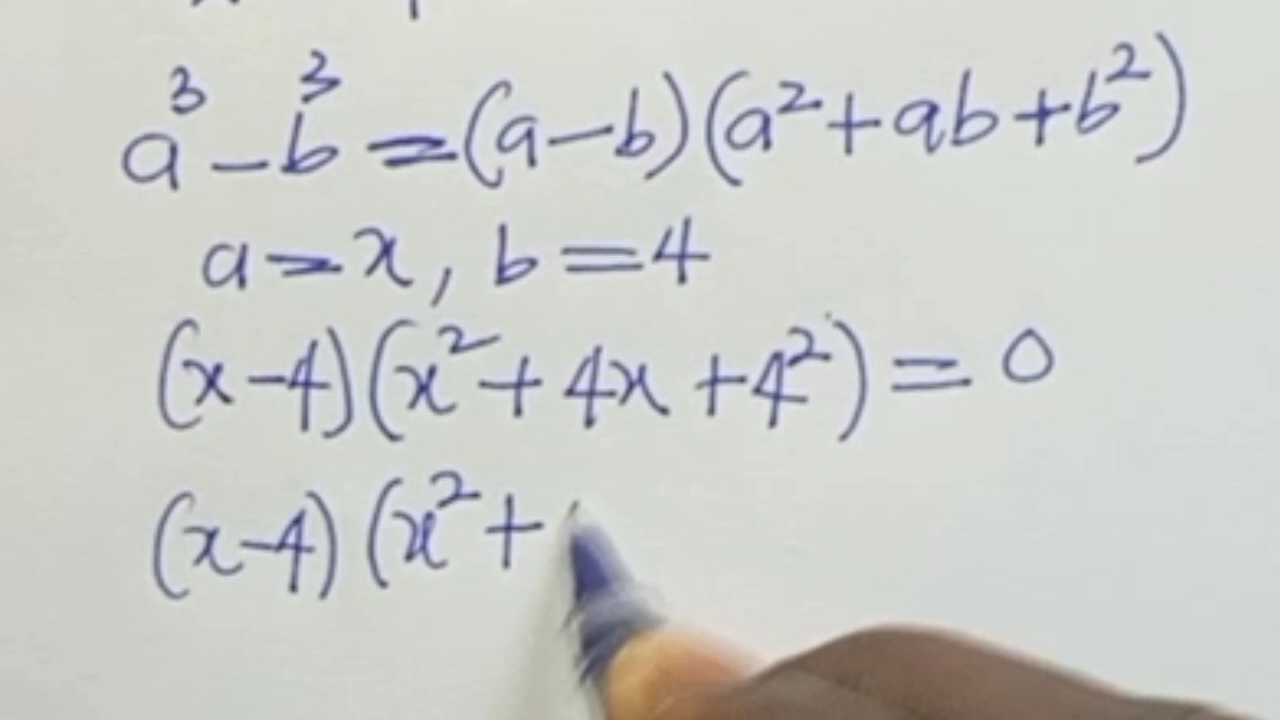 a³-b³=(a-b)(a²+ab+b²)
a=x, b=4
(x-4)(x²+4x+4²)=0
(x-4)(x²+